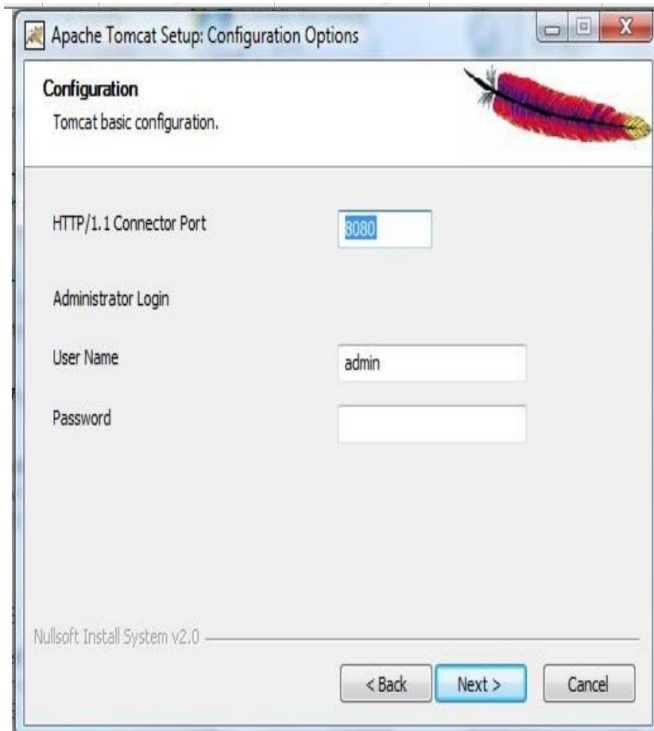 Apache Tomcat Setup: Configuration Options
Configuration
Tomcat basic configuration.
HTTP/1.1 Connector Port
8080
Administrator Login
User Name
admin
Password
Nullsoft Install System v2.0
< Back
Next >
Cancel